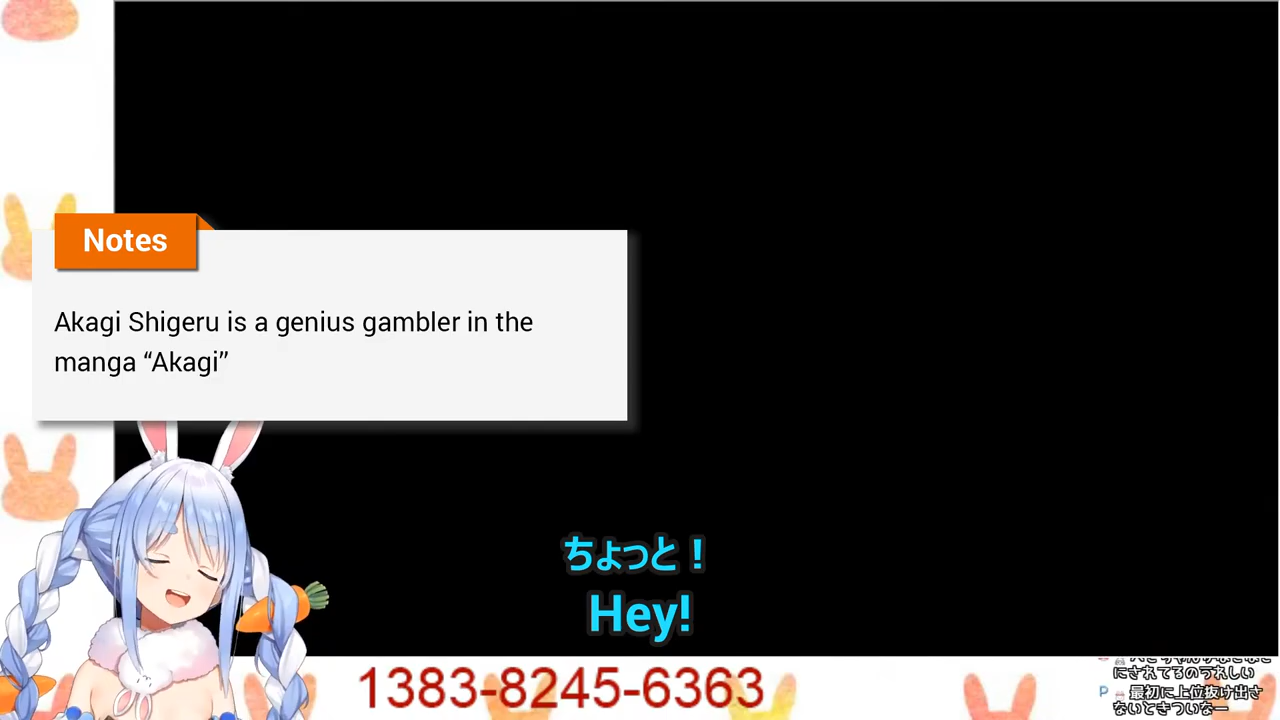 Notes
Akagi Shigeru is a genius gambler in the
manga “Akagi”
ちょっと！
Hey!
1383-8245-6363
にされてるのうれしい
P 最初に上位抜け出さ
ないときついなー